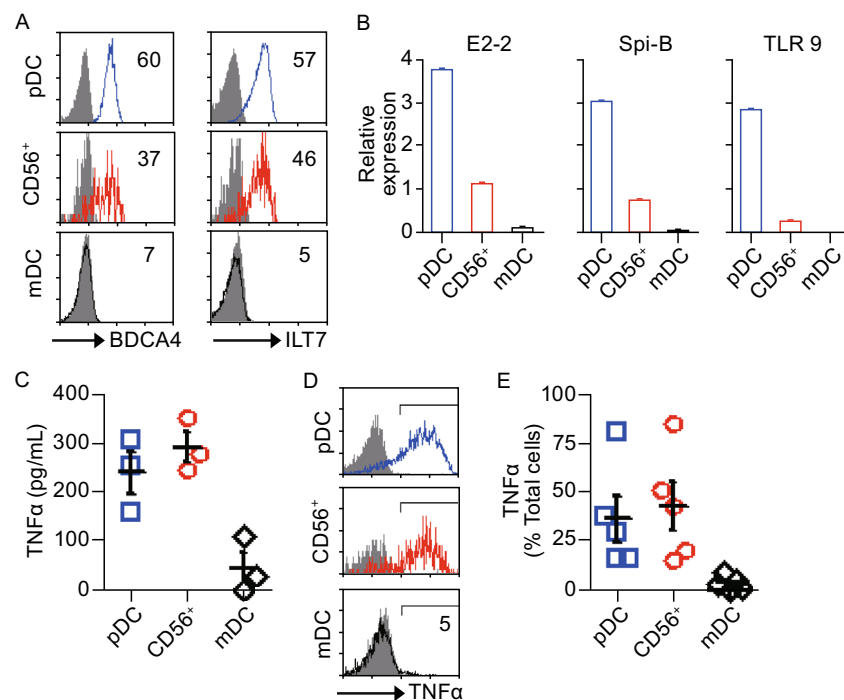 A
pDC
60
57
CD56+
37
46
mDC
7
5
BDCA4
ILT7
B
E2-2
Spi-B
TLR 9
Relative
expression
4
3
1
0
pDC
CD56+
mDC
pDC
CD56+
mDC
pDC
CD56+
mDC
C
TNFα (pg/mL)
400
300
200
100
0
pDC
CD56+
mDC
D
pDC
CD56+
mDC
5
TNFα
E
TNFα
(% Total cells)
100
75
50
25
0
pDC
CD56+
mDC